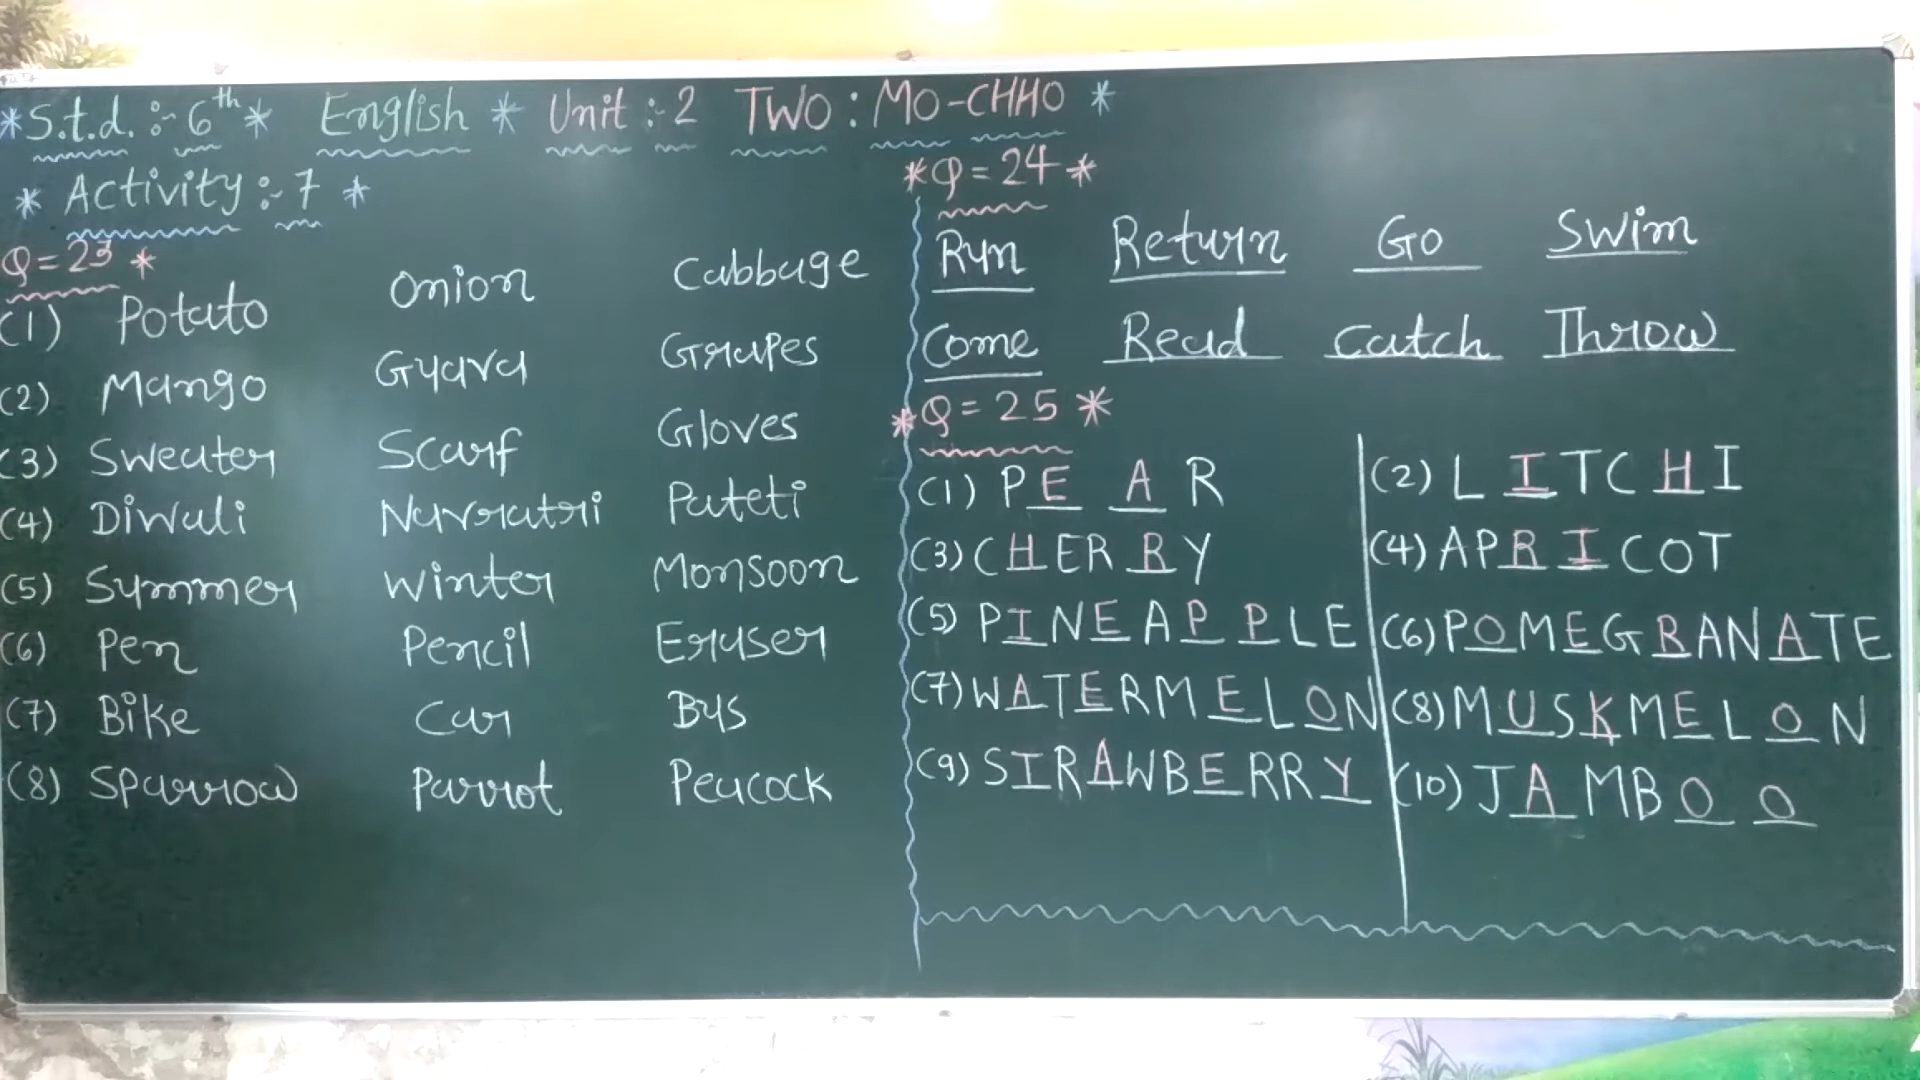 *S.t.d. :- 6th* English * Unit :- 2 TWO : MO-CHHO *
* Activity :- 7 *
Q = 23 *
(1) Potato Onion Cabbage
(2) Mango Guava Grapes
(3) Sweater Scarf Gloves
(4) Diwali Navratri Pateti
(5) Summer Winter Monsoon
(6) Pen Pencil Eraser
(7) Bike Car Bus
(8) Sparrow Parrot Peacock
*Q = 24 *
Run Return Go Swim
Come Read Catch Throw
*Q = 25 *
(1) PEAR (2) LITCHI
(3) CHERRY (4) APRICOT
(5) PINEAPPLE (6) POMEGRANATE
(7) WATERMELON (8) MUSKMELON
(9) SIRAWBERRY (10) JAMBOO